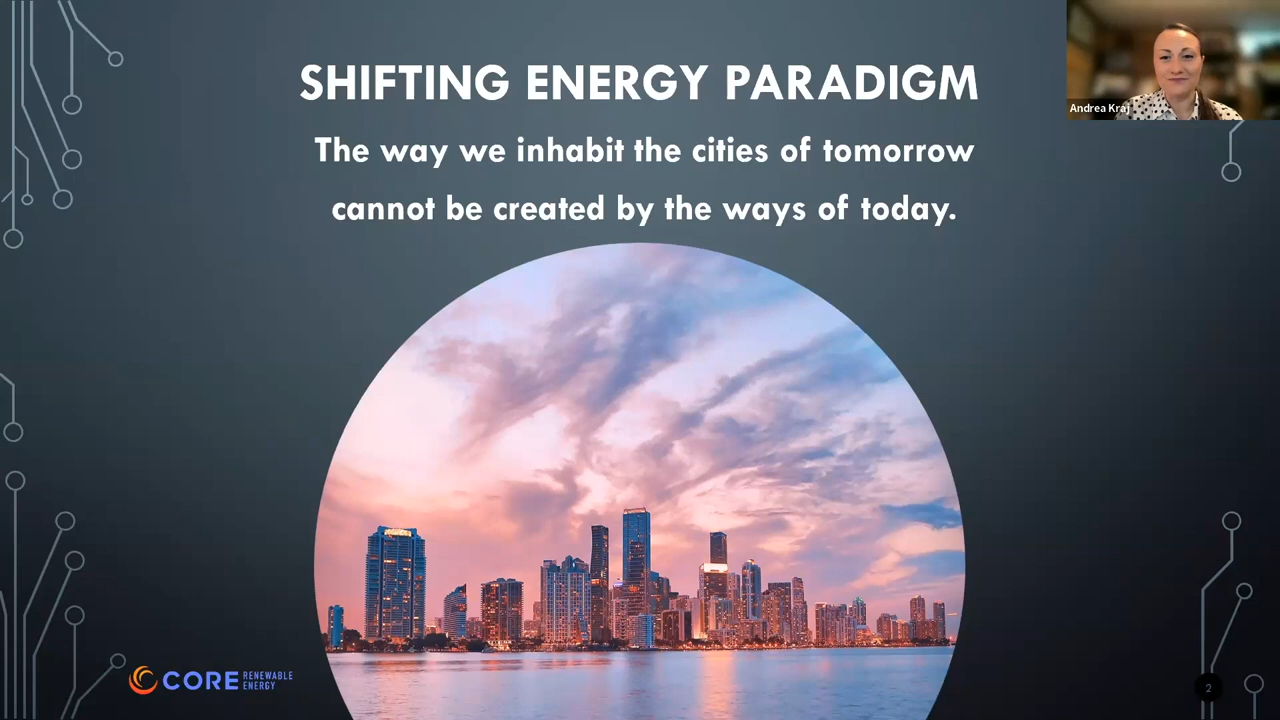 SHIFTING ENERGY PARADIGM
The way we inhabit the cities of tomorrow
cannot be created by the ways of today.
Andrea Kraj
CORE RENEWABLE
ENERGY
2